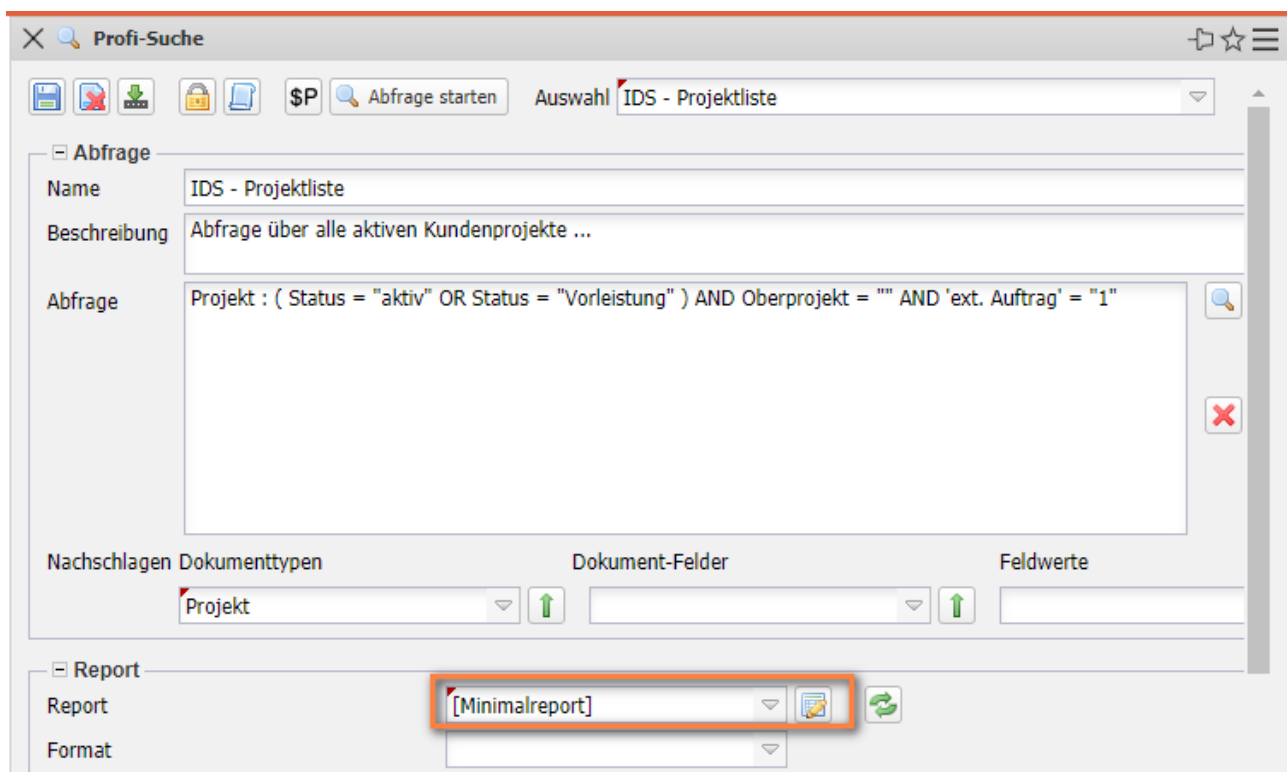 Profi-Suche
$P Abfrage starten Auswahl IDS - Projektliste
Abfrage
Name IDS - Projektliste
Beschreibung Abfrage über alle aktiven Kundenprojekte ...
Abfrage Projekt : ( Status = "aktiv" OR Status = "Vorleistung" ) AND Oberprojekt = "" AND 'ext. Auftrag' = "1"
Nachschlagen Dokumenttypen Dokument-Felder Feldwerte
Projekt
Report
Report [Minimalreport]
Format